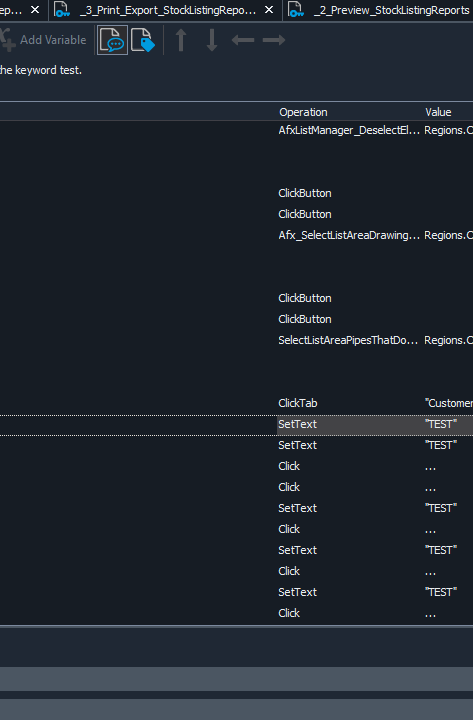 ep... _3_Print_Export_StockListingRepo... _2_Preview_StockListingReports
Add Variable
the keyword test.
Operation Value
AfxListManager_DeselectEl... Regions.C
ClickButton
ClickButton
Afx_SelectListAreaDrawing... Regions.C
ClickButton
ClickButton
SelectListAreaPipesThatDo... Regions.C
ClickTab "Customer
SetText "TEST"
SetText "TEST"
Click ...
Click ...
SetText "TEST"
Click ...
SetText "TEST"
Click ...
SetText "TEST"
Click ...